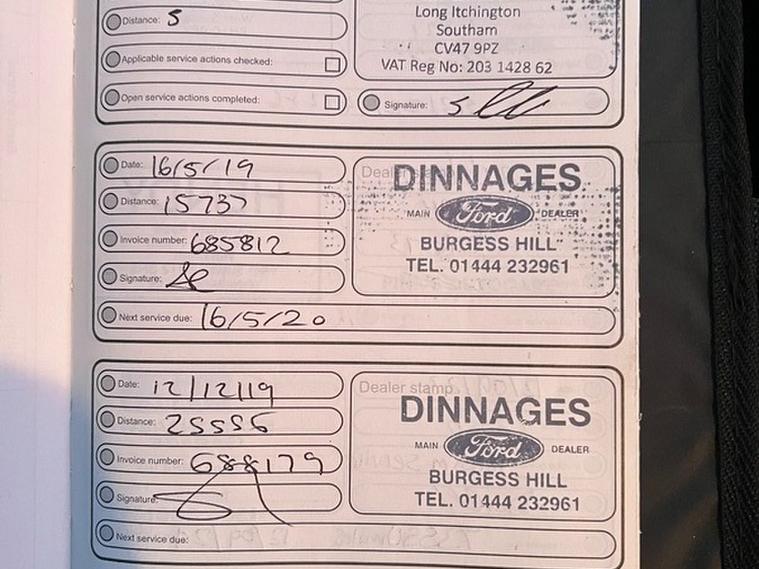 Distance: 5
Applicable service actions checked:
Open service actions completed:
Long Itchington
Southam
CV47 9PZ
VAT Reg No: 203 1428 62
Signature:
Date: 16/5/19
Distance: 15737
Invoice number: 685812
Signature:
Next service due: 16/5/20
Dealer stamp
DINNAGES
MAIN Ford DEALER
BURGESS HILL
TEL. 01444 232961
Date: 12/12/19
Distance: 25556
Invoice number: 688179
Signature:
Next service due:
Dealer stamp
DINNAGES
MAIN Ford DEALER
BURGESS HILL
TEL. 01444 232961